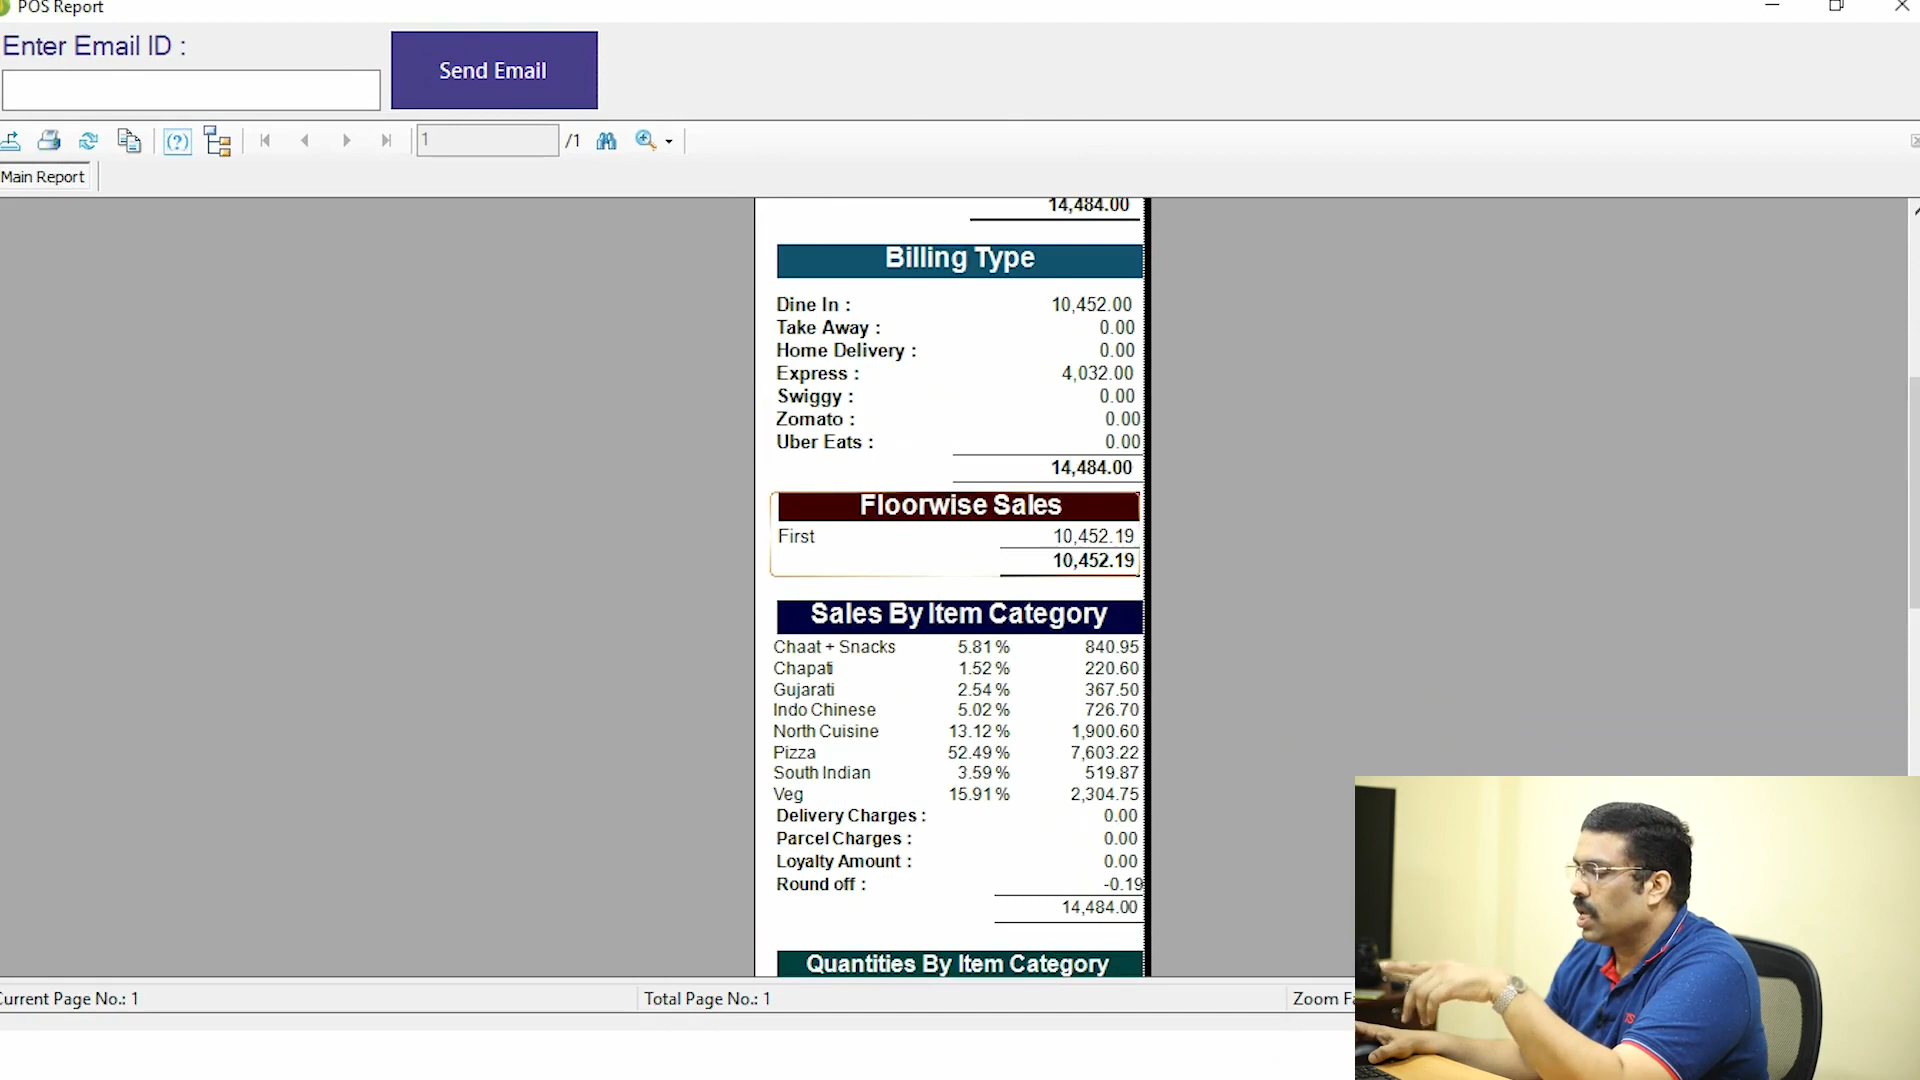 POS Report
Enter Email ID :
Send Email
1 /1
Main Report
14,484.00
Billing Type
Dine In : 10,452.00
Take Away : 0.00
Home Delivery : 0.00
Express : 4,032.00
Swiggy : 0.00
Zomato : 0.00
Uber Eats : 0.00
14,484.00
Floorwise Sales
First 10,452.19
10,452.19
Sales By Item Category
Chaat + Snacks 5.81 % 840.95
Chapati 1.52 % 220.60
Gujarati 2.54 % 367.50
Indo Chinese 5.02 % 726.70
North Cuisine 13.12 % 1,900.60
Pizza 52.49 % 7,603.22
South Indian 3.59 % 519.87
Veg 15.91 % 2,304.75
Delivery Charges : 0.00
Parcel Charges : 0.00
Loyalty Amount : 0.00
Round off : -0.19
14,484.00
Quantities By Item Category
Current Page No.: 1 Total Page No.: 1 Zoom Fa